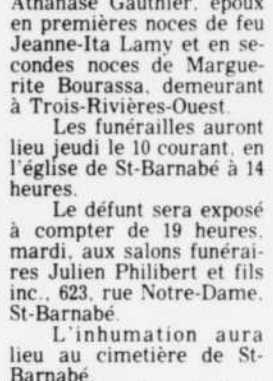 Athanase Gauthier, époux
en premières noces de feu
Jeanne-Ita Lamy et en se-
condes noces de Margue-
rite Bourassa, demeurant
à Trois-Rivières-Ouest.
Les funérailles auront
lieu jeudi le 10 courant, en
l'église de St-Barnabé à 14
heures.
Le défunt sera exposé
à compter de 19 heures,
mardi, aux salons funérai-
res Julien Philibert et fils
inc., 623, rue Notre-Dame,
St-Barnabé.
L'inhumation aura
lieu au cimetière de St-
Barnabé.